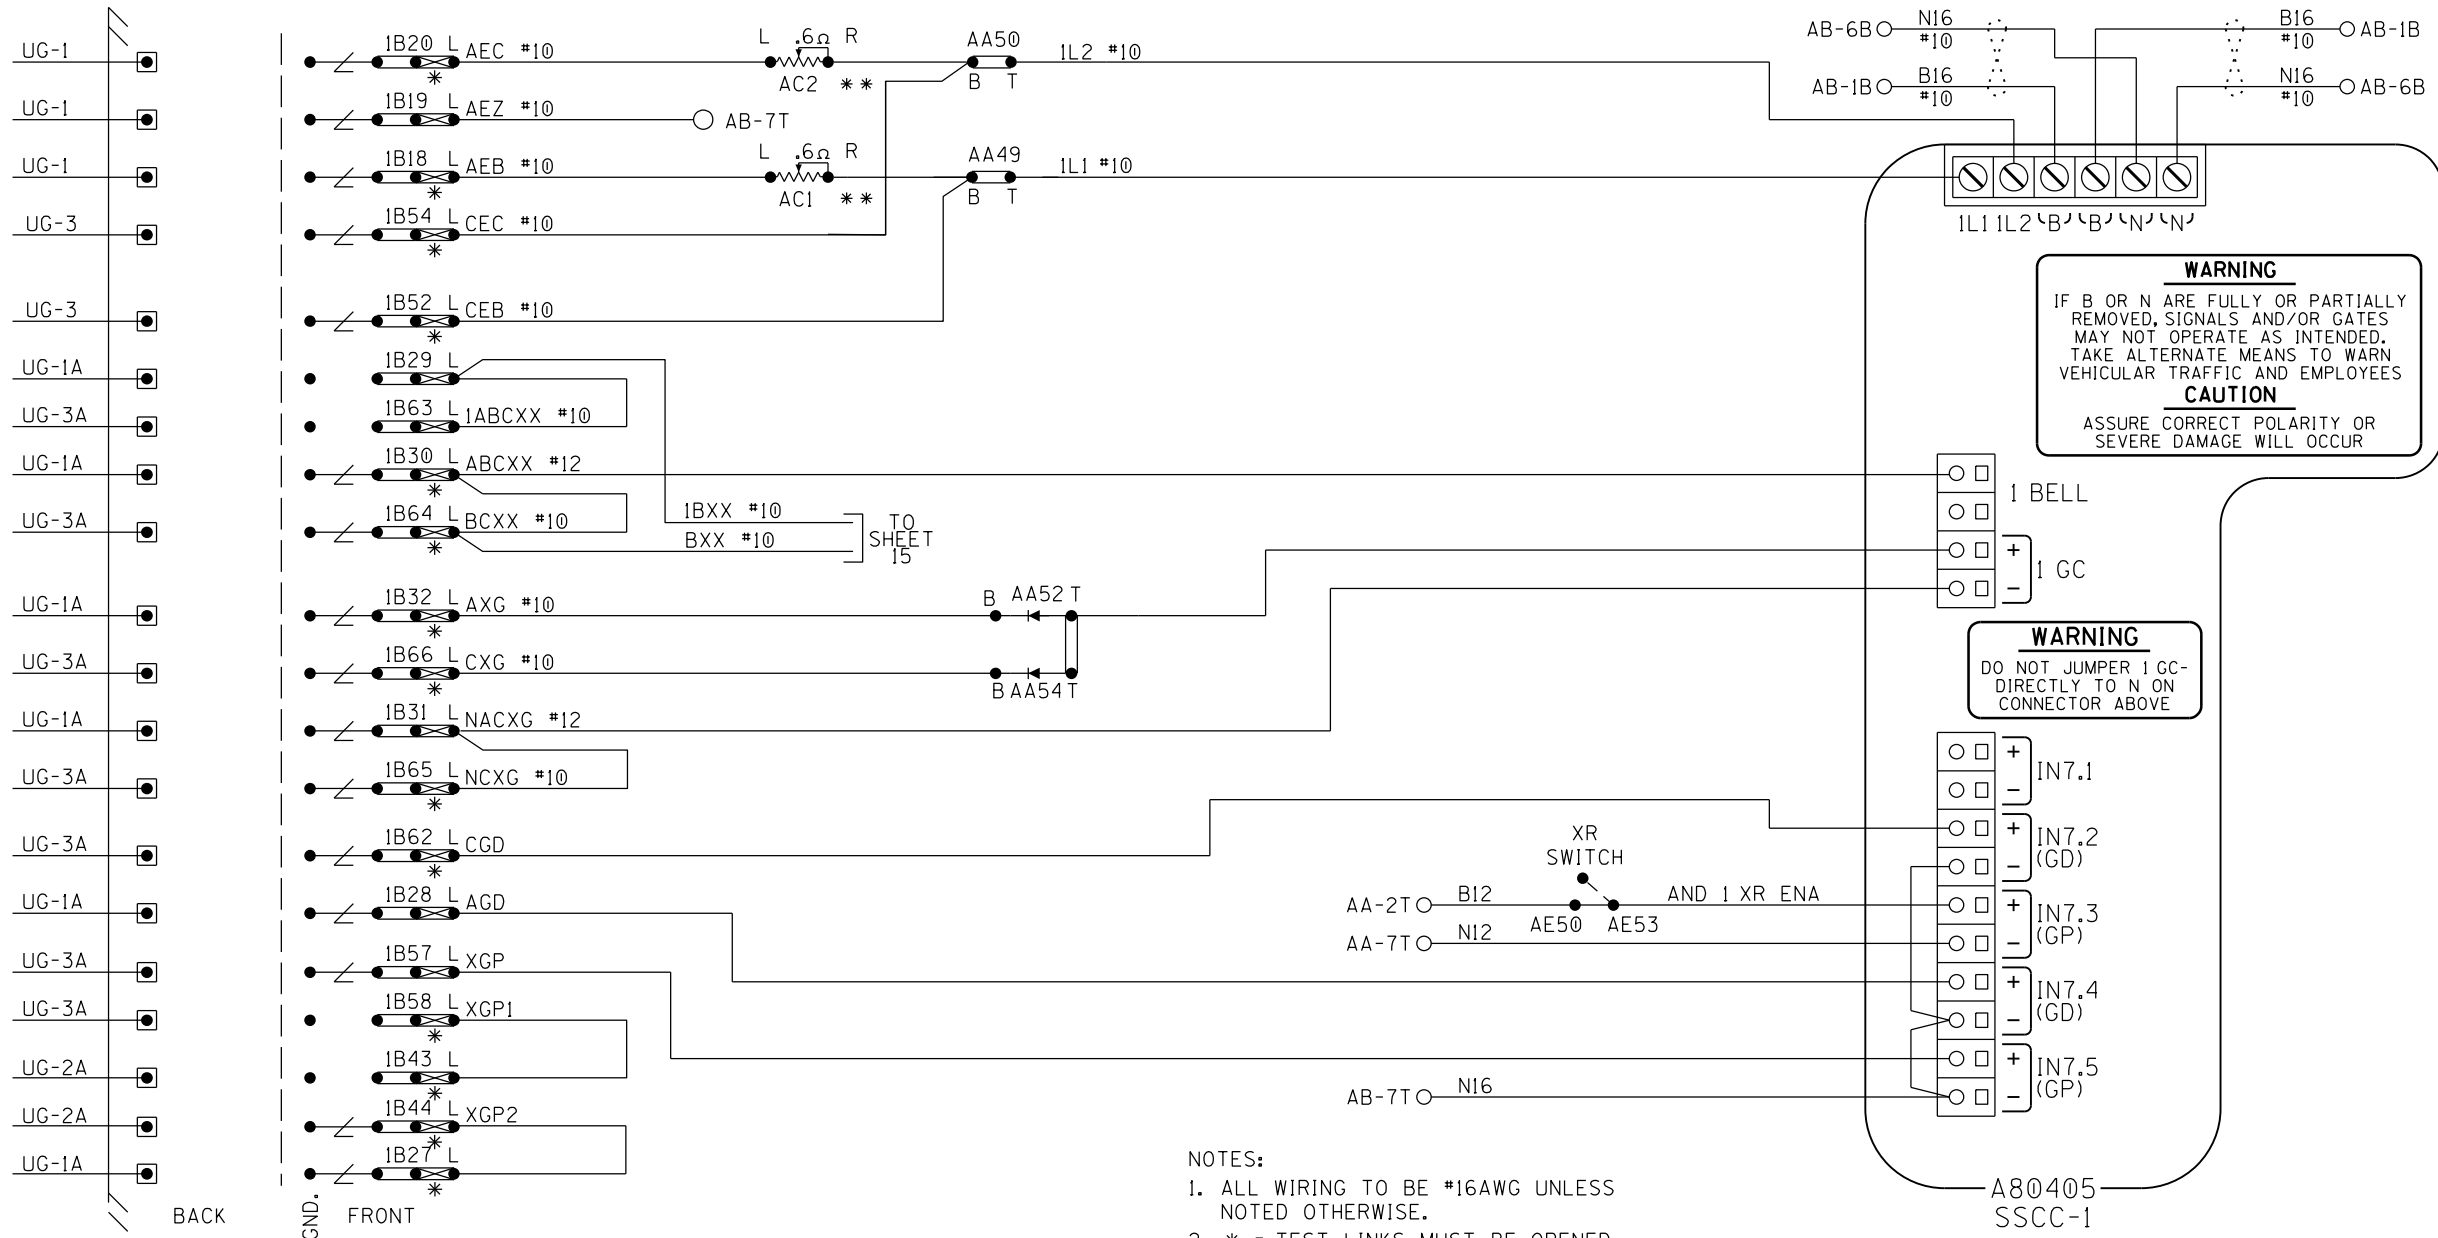 UG-1 1B20 L AEC #10 L .6Ω R AA50 1L2 #10
* AC2 ** B T
AB-6B N16 #10 B16 #10 AB-1B
AB-1B B16 #10 N16 #10 AB-6B
UG-1 1B19 L AEZ #10 AB-7T
UG-1 1B18 L AEB #10 L .6Ω R AA49 1L1 #10
* AC1 ** B T
1L1 1L2 B B N N
UG-3 1B54 L CEC #10
*
UG-3 1B52 L CEB #10
*
WARNING
IF B OR N ARE FULLY OR PARTIALLY
REMOVED, SIGNALS AND/OR GATES
MAY NOT OPERATE AS INTENDED.
TAKE ALTERNATE MEANS TO WARN
VEHICULAR TRAFFIC AND EMPLOYEES
CAUTION
ASSURE CORRECT POLARITY OR
SEVERE DAMAGE WILL OCCUR
UG-1A 1B29 L
UG-3A 1B63 L 1ABCXX #10
UG-1A 1B30 L ABCXX #12
*
1 BELL
UG-3A 1B64 L BCXX #10
*
1BXX #10
BXX #10
TO
SHEET
15
+
1 GC
-
UG-1A 1B32 L AXG #10 B AA52 T
*
UG-3A 1B66 L CXG #10
*
B AA54 T
WARNING
DO NOT JUMPER 1 GC-
DIRECTLY TO N ON
CONNECTOR ABOVE
UG-1A 1B31 L NACXG #12
UG-3A 1B65 L NCXG #10
*
+
IN7.1
-
UG-3A 1B62 L CGD
*
+
IN7.2
(GD)
-
XR
SWITCH
UG-1A 1B28 L AGD
AA-2T B12 AE50 AE53 AND 1 XR ENA
AA-7T N12
+
IN7.3
(GP)
-
UG-3A 1B57 L XGP
+
IN7.4
(GD)
-
UG-3A 1B58 L XGP1
*
UG-2A 1B43 L
*
+
IN7.5
(GP)
-
AB-7T N16
UG-2A 1B44 L XGP2
*
UG-1A 1B27 L
*
BACK
GND.
FRONT
NOTES:
1. ALL WIRING TO BE #16AWG UNLESS
NOTED OTHERWISE.
2. * = TEST LINKS MUST BE OPENED
A80405
SSCC-1